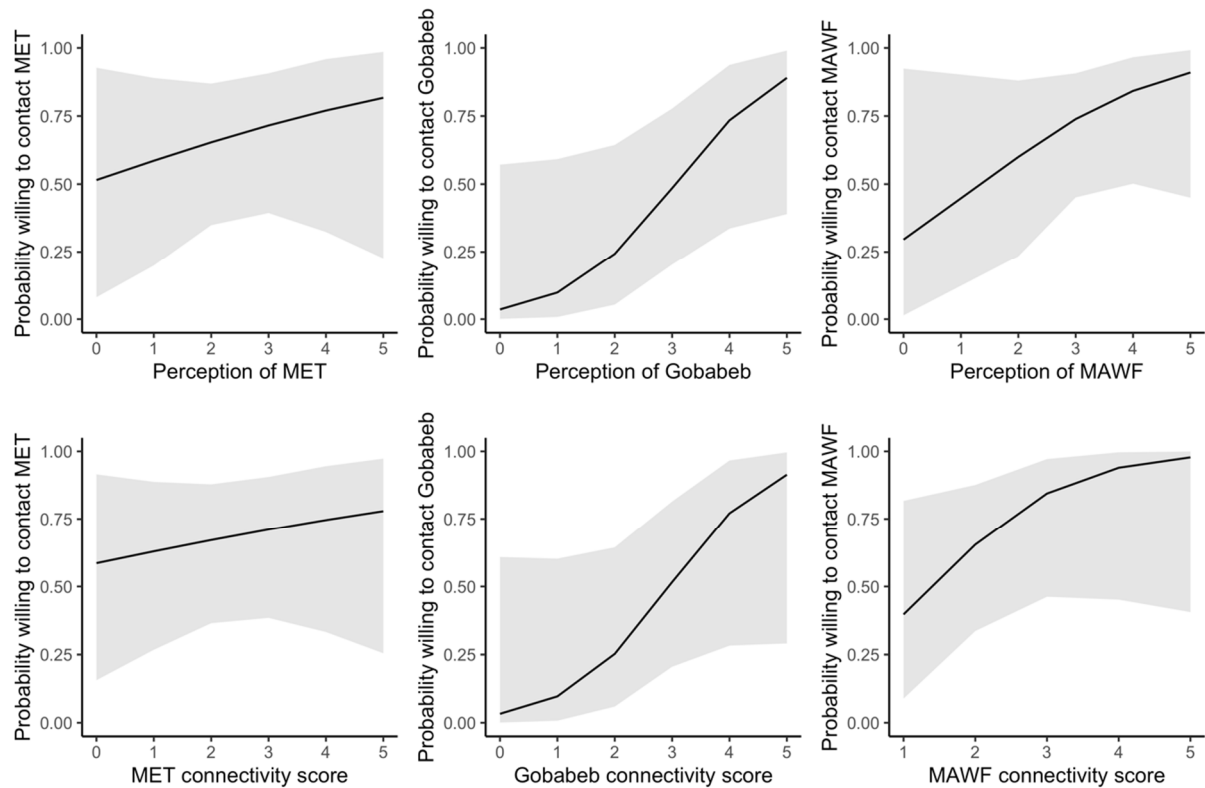 Probability willing to contact MET
1.00
0.75
0.50
0.25
0.00
0 1 2 3 4 5
Perception of MET
Probability willing to contact Gobabeb
1.00
0.75
0.50
0.25
0.00
0 1 2 3 4 5
Perception of Gobabeb
Probability willing to contact MAWF
1.00
0.75
0.50
0.25
0.00
0 1 2 3 4 5
Perception of MAWF
Probability willing to contact MET
1.00
0.75
0.50
0.25
0.00
0 1 2 3 4 5
MET connectivity score
Probability willing to contact Gobabeb
1.00
0.75
0.50
0.25
0.00
0 1 2 3 4 5
Gobabeb connectivity score
Probability willing to contact MAWF
1.00
0.75
0.50
0.25
0.00
1 2 3 4 5
MAWF connectivity score